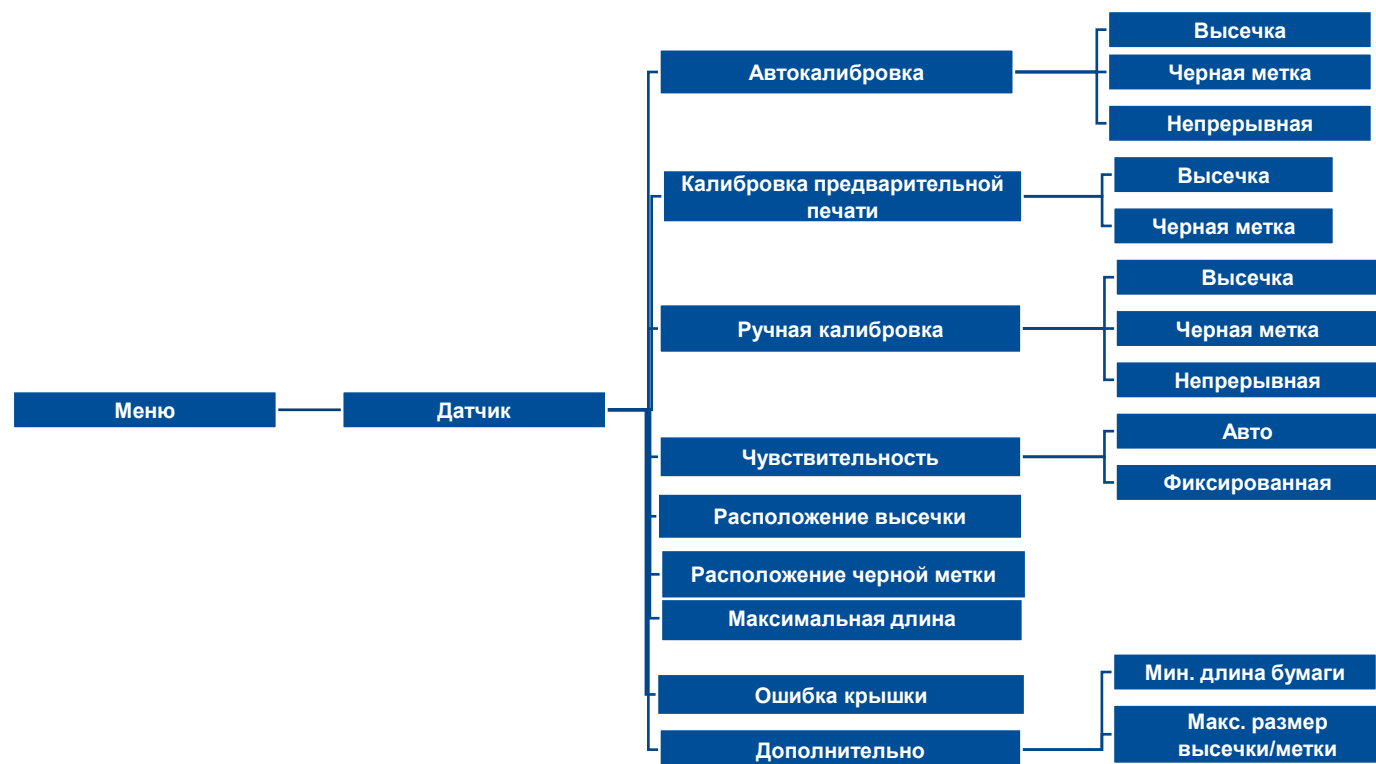 Меню
Датчик
Автокалибровка
Высечка
Черная метка
Непрерывная
Калибровка предварительной
печати
Высечка
Черная метка
Ручная калибровка
Высечка
Черная метка
Непрерывная
Чувствительность
Авто
Фиксированная
Расположение высечки
Расположение черной метки
Максимальная длина
Ошибка крышки
Дополнительно
Мин. длина бумаги
Макс. размер
высечки/метки